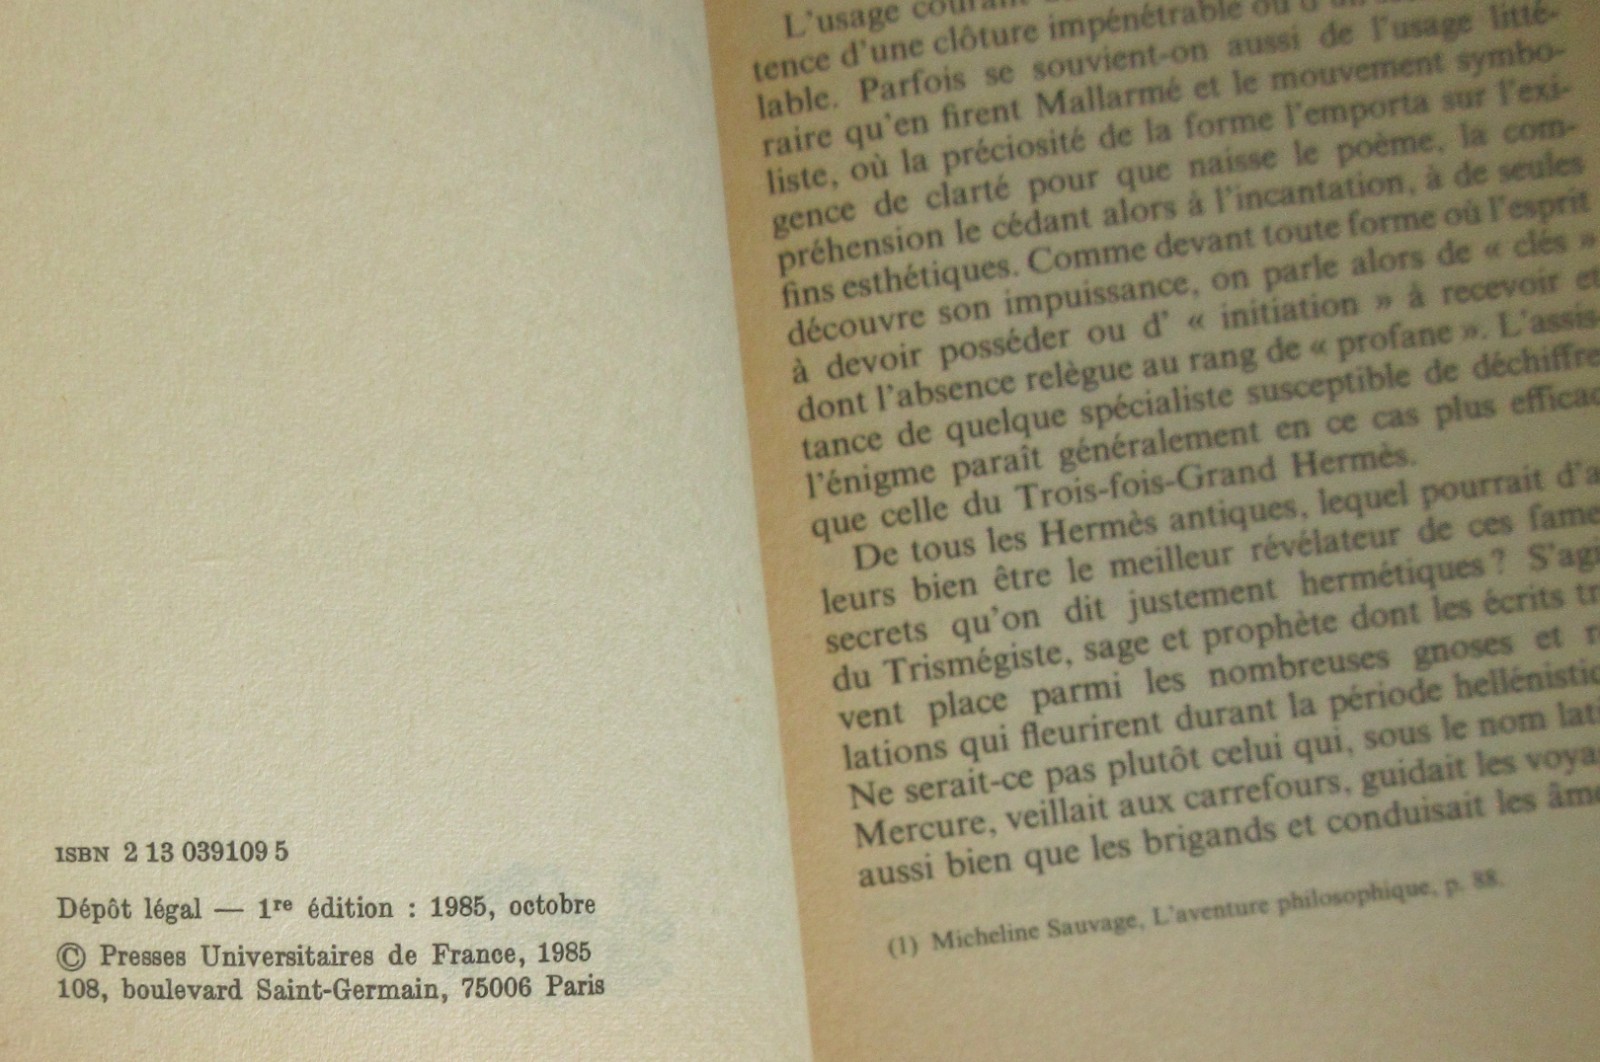 ISBN 2 13 039109 5
Dépôt légal — 1re édition : 1985, octobre
© Presses Universitaires de France, 1985
108, boulevard Saint-Germain, 75006 Paris
L'usage courant
tence d'une clôture impénétrable ou d'un
lable. Parfois se souvient-on aussi de l'usage litté-
raire qu'en firent Mallarmé et le mouvement symbo-
liste, où la préciosité de la forme l'emporta sur l'exi-
gence de clarté pour que naisse le poème, la com-
préhension le cédant alors à l'incantation, à de seules
fins esthétiques. Comme devant toute forme où l'esprit
découvre son impuissance, on parle alors de « clés »
à devoir posséder ou d' « initiation » à recevoir et
dont l'absence relègue au rang de « profane ». L'assis-
tance de quelque spécialiste susceptible de déchiffre
l'énigme paraît généralement en ce cas plus efficac
que celle du Trois-fois-Grand Hermès.
De tous les Hermès antiques, lequel pourrait d'a
leurs bien être le meilleur révélateur de ces fame
secrets qu'on dit justement hermétiques ? S'agi
du Trismégiste, sage et prophète dont les écrits tr
vent place parmi les nombreuses gnoses et r
lations qui fleurirent durant la période hellénistic
Ne serait-ce pas plutôt celui qui, sous le nom lati
Mercure, veillait aux carrefours, guidait les voya
aussi bien que les brigands et conduisait les âme
(1) Micheline Sauvage, L'aventure philosophique, p. 88.